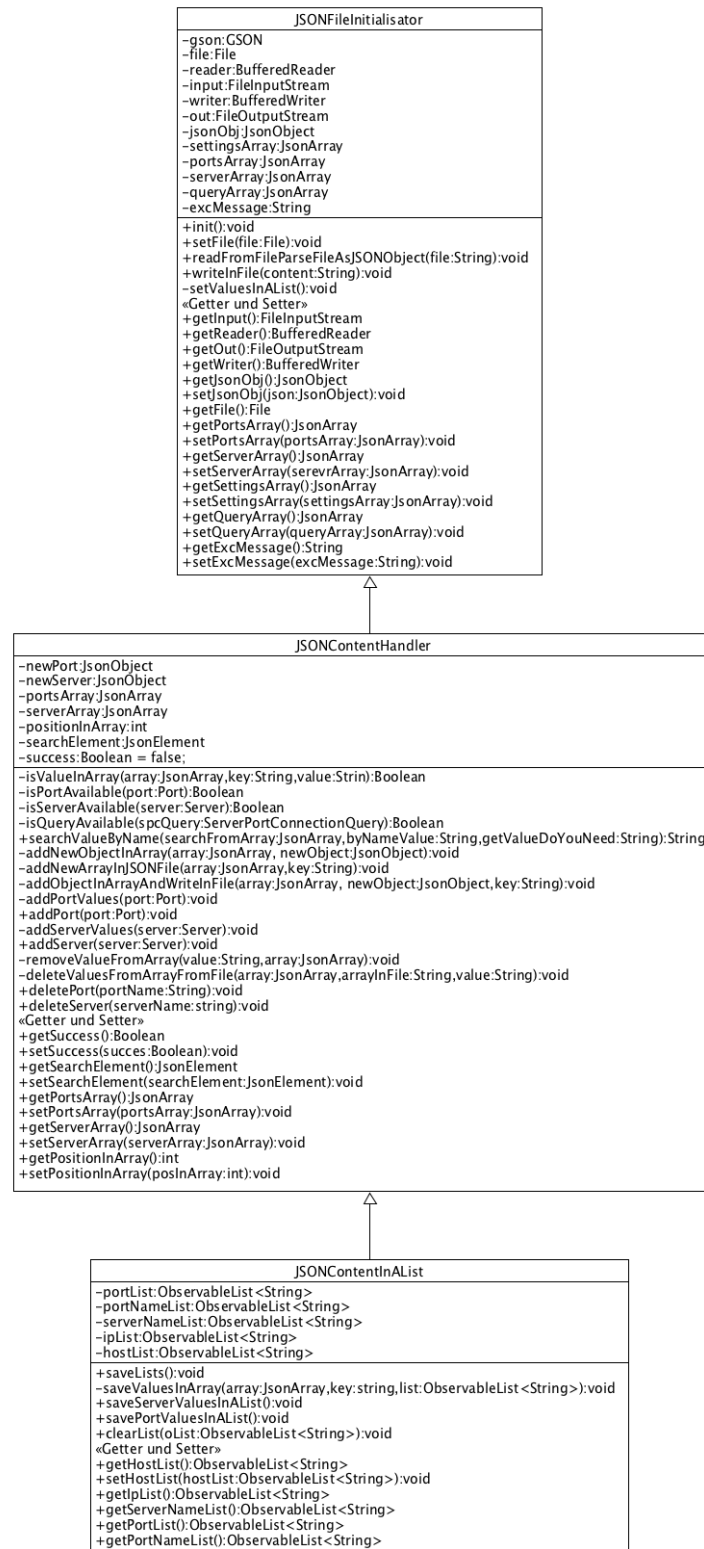 JSONFileInitialisator
-gson:GSON
-file:File
-reader:BufferedReader
-input:FileInputStream
-writer:BufferedWriter
-out:FileOutputStream
-jsonObj:JsonObject
-settingsArray:JsonArray
-portsArray:JsonArray
-serverArray:JsonArray
-queryArray:JsonArray
-excMessage:String
+init():void
+setFile(file:File):void
+readFromFileParseFileAsJSONObject(file:String):void
+writeInFile(content:String):void
-setValuesInAList():void
«Getter und Setter»
+getInput():FileInputStream
+getReader():BufferedReader
+getOut():FileOutputStream
+getWriter():BufferedWriter
+getJsonObj():JsonObject
+setJsonObj(json:JsonObject):void
+getFile():File
+getPortsArray():JsonArray
+setPortsArray(portsArray:JsonArray):void
+getServerArray():JsonArray
+setServerArray(serevrArray:JsonArray):void
+getSettingsArray():JsonArray
+setSettingsArray(settingsArray:JsonArray):void
+getQueryArray():JsonArray
+setQueryArray(queryArray:JsonArray):void
+getExcMessage():String
+setExcMessage(excMessage:String):void
JSONContentHandler
-newPort:JsonObject
-newServer:JsonObject
-portsArray:JsonArray
-serverArray:JsonArray
-positionInArray:int
-searchElement:JsonElement
-success:Boolean = false;
-isValueInArray(array:JsonArray,key:String,value:Strin):Boolean
-isPortAvailable(port:Port):Boolean
-isServerAvailable(server:Server):Boolean
-isQueryAvailable(spcQuery:ServerPortConnectionQuery):Boolean
+searchValueByName(searchFromArray:JsonArray,byNameValue:String,getValueDoYouNeed:String):String
-addNewObjectInArray(array:JsonArray, newObject:JsonObject):void
-addNewArrayInJSONFile(array:JsonArray,key:String):void
-addObjectInArrayAndWriteInFile(array:JsonArray, newObject:JsonObject,key:String):void
-addPortValues(port:Port):void
+addPort(port:Port):void
-addServerValues(server:Server):void
+addServer(server:Server):void
-removeValueFromArray(value:String,array:JsonArray):void
-deleteValuesFromArrayFromFile(array:JsonArray,arrayInFile:String,value:String):void
+deletePort(portName:String):void
+deleteServer(serverName:string):void
«Getter und Setter»
+getSuccess():Boolean
+setSuccess(succes:Boolean):void
+getSearchElement():JsonElement
+setSearchElement(searchElement:JsonElement):void
+getPortsArray():JsonArray
+setPortsArray(portsArray:JsonArray):void
+getServerArray():JsonArray
+setServerArray(serverArray:JsonArray):void
+getPositionInArray():int
+setPositionInArray(posInArray:int):void
JSONContentInAList
-portList:ObservableList<String>
-portNameList:ObservableList<String>
-serverNameList:ObservableList<String>
-ipList:ObservableList<String>
-hostList:ObservableList<String>
+saveLists():void
-saveValuesInArray(array:JsonArray,key:string,list:ObservableList<String>):void
+saveServerValuesInAList():void
+savePortValuesInAList():void
+clearList(oList:ObservableList<String>):void
«Getter und Setter»
+getHostList():ObservableList<String>
+setHostList(hostList:ObservableList<String>):void
+getIpList():ObservableList<String>
+getServerNameList():ObservableList<String>
+getPortList():ObservableList<String>
+getPortNameList():ObservableList<String>